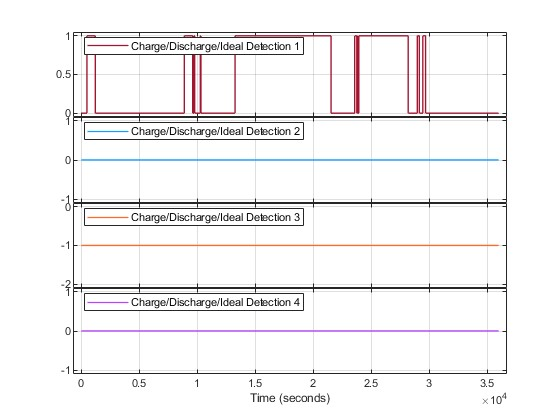 Charge/Discharge/Ideal Detection 1
1
0.5
0
Charge/Discharge/Ideal Detection 2
1
0
-1
Charge/Discharge/Ideal Detection 3
0
-1
-2
Charge/Discharge/Ideal Detection 4
1
0
-1
0 0.5 1 1.5 2 2.5 3 3.5
Time (seconds)
×10⁴